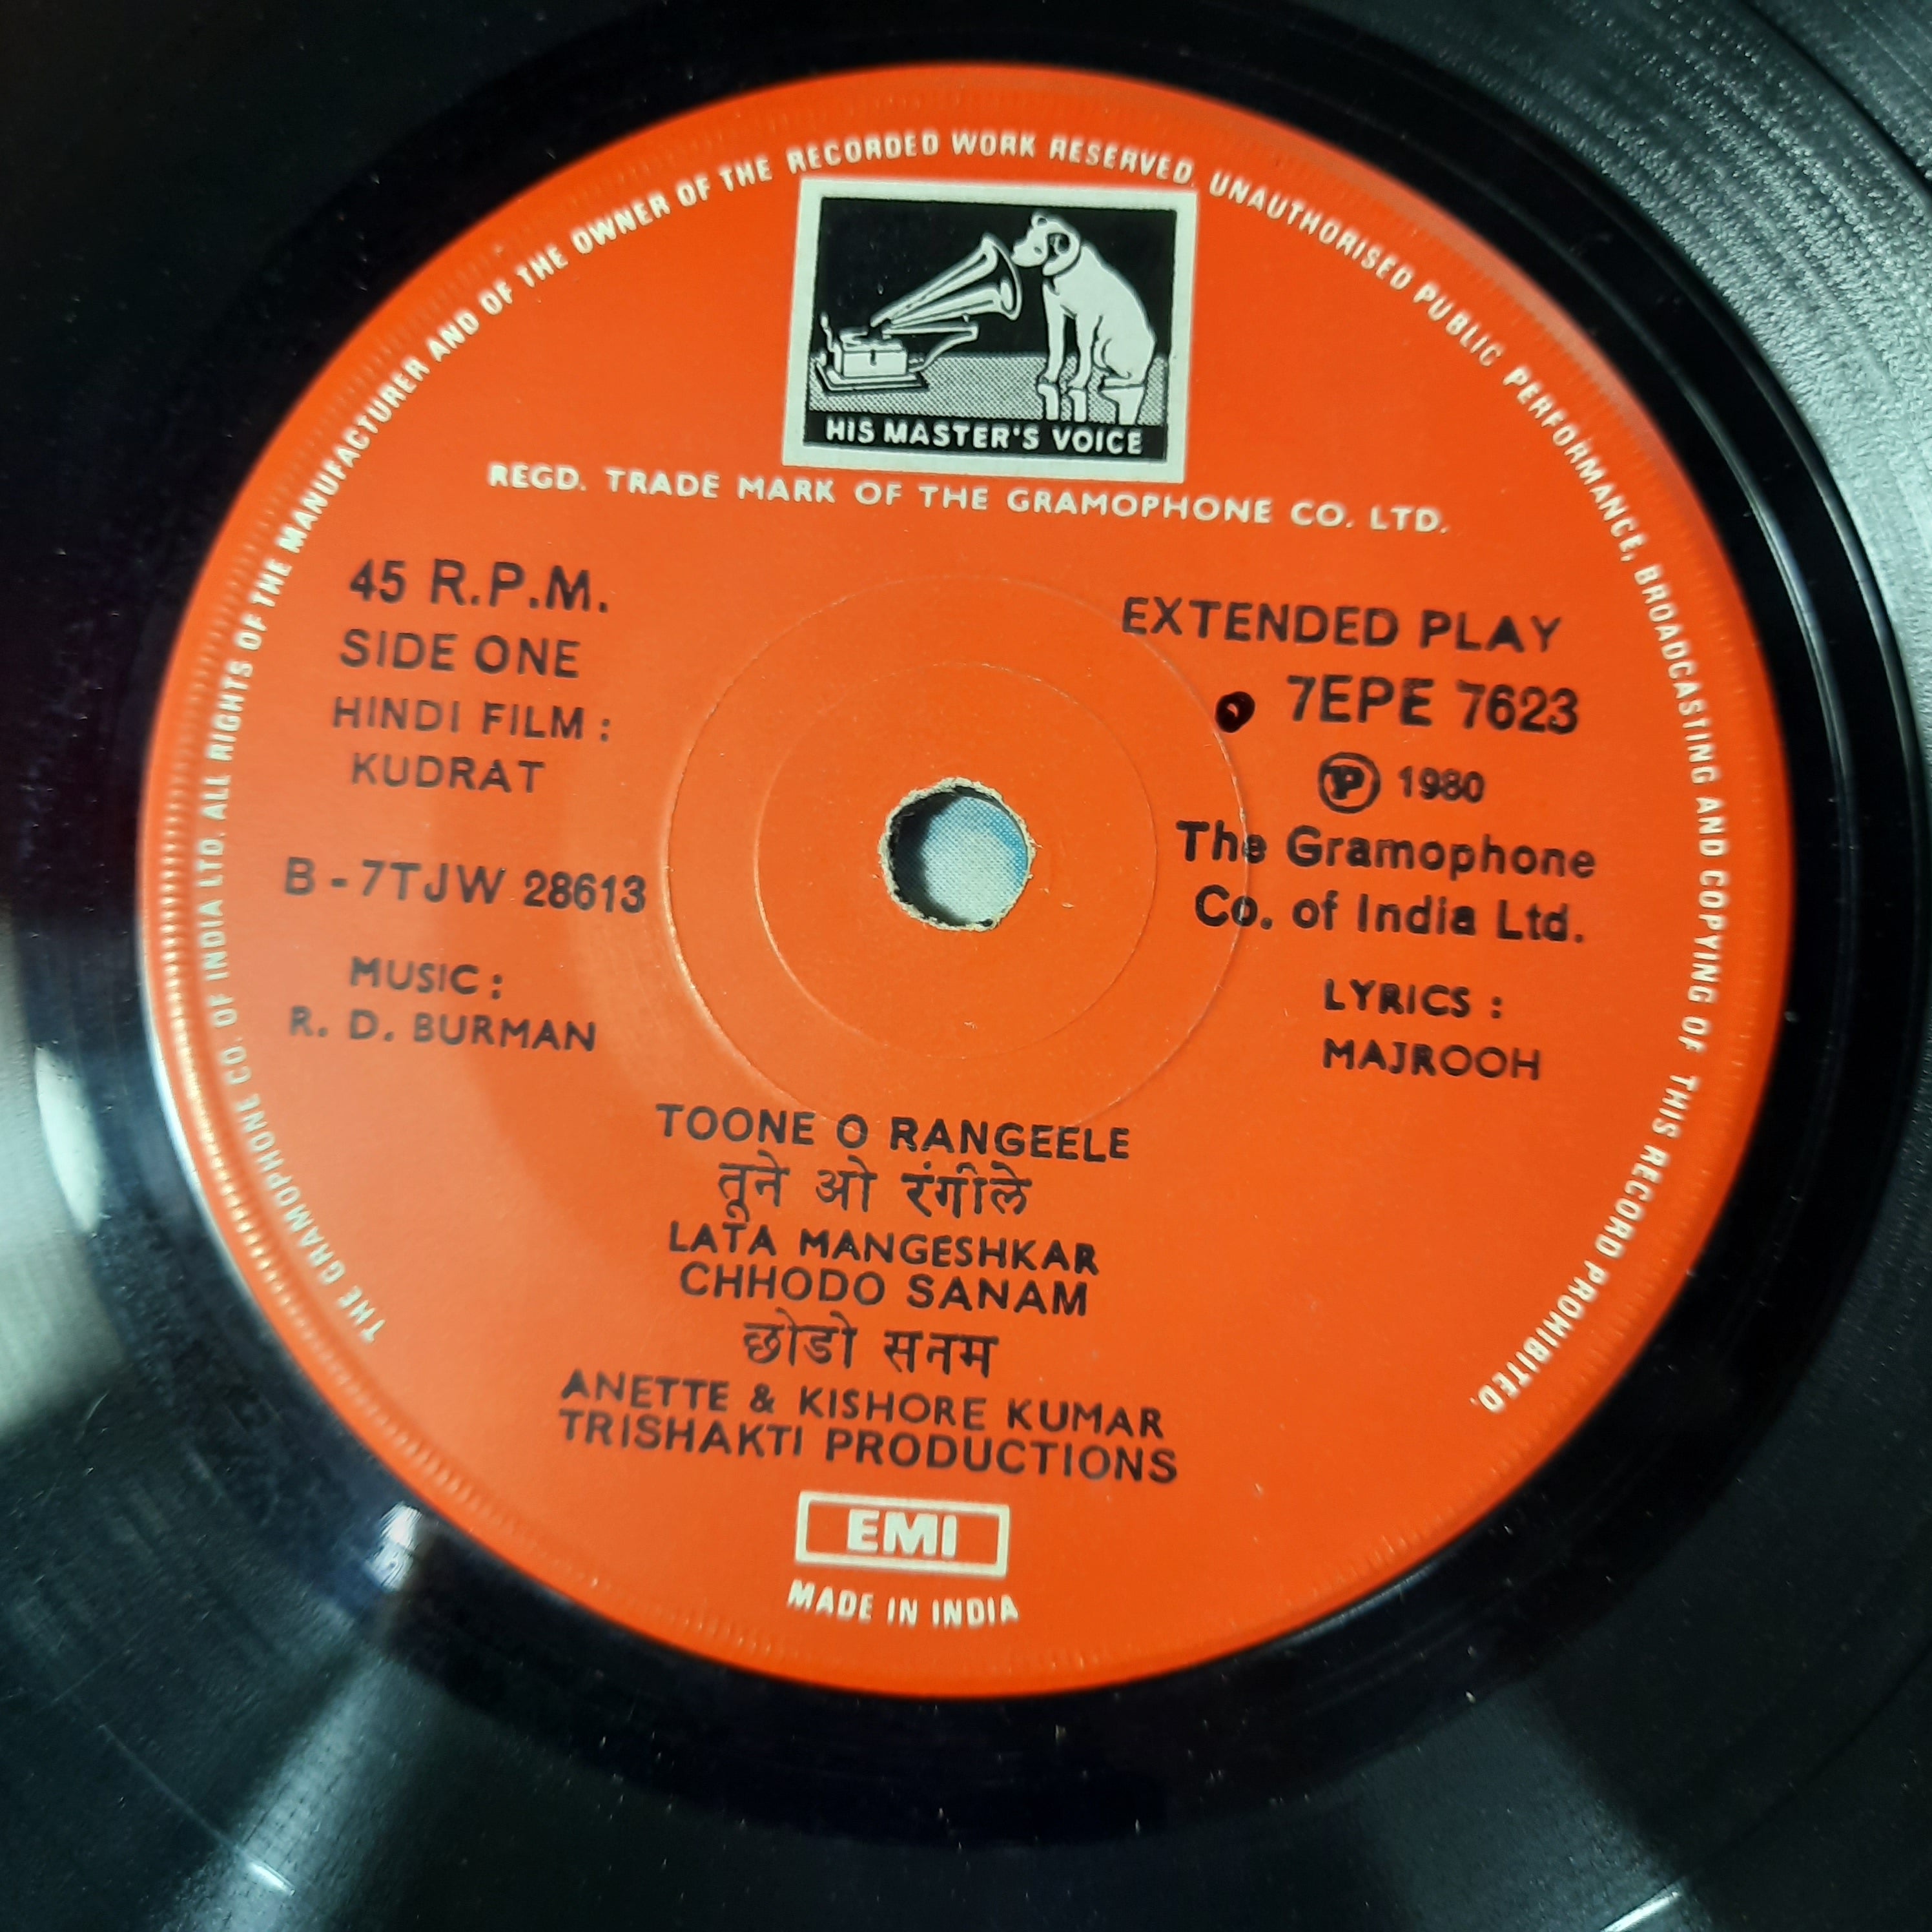 THE GRAMOPHONE CO. OF INDIA LTD. ALL RIGHTS OF THE MANUFACTURER AND OF THE OWNER OF THE RECORDED WORK RESERVED. UNAUTHORISED PUBLIC PERFORMANCE, BROADCASTING AND COPYING OF THIS RECORD PROHIBITED.
HIS MASTER'S VOICE
REGD. TRADE MARK OF THE GRAMOPHONE CO. LTD.
45 R.P.M.
SIDE ONE
HINDI FILM :
KUDRAT
B - 7TJW 28613
MUSIC :
R. D. BURMAN
EXTENDED PLAY
7EPE 7623
Ⓟ 1980
The Gramophone
Co. of India Ltd.
LYRICS :
MAJROOH
TOONE O RANGEELE
तूने ओ रंगीले
LATA MANGESHKAR
CHHODO SANAM
छोडो सनम
ANETTE & KISHORE KUMAR
TRISHAKTI PRODUCTIONS
EMI
MADE IN INDIA